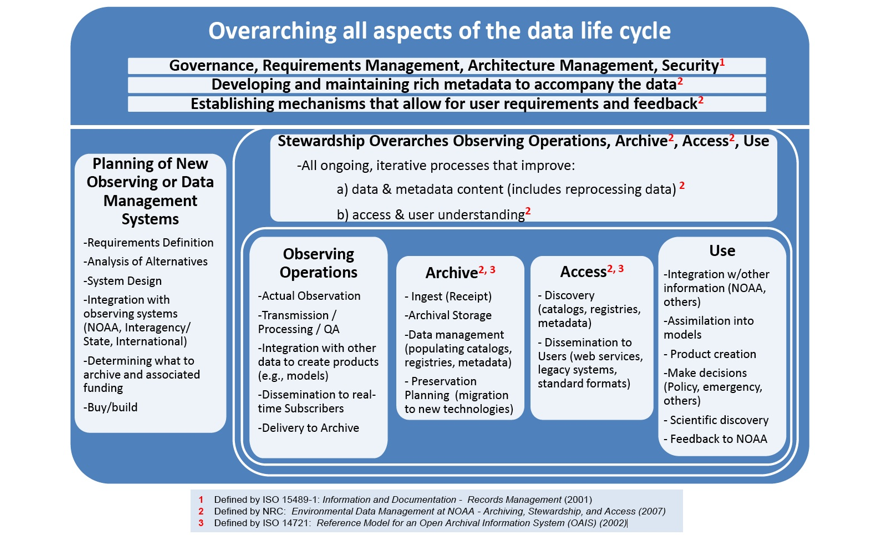 Overarching all aspects of the data life cycle
Governance, Requirements Management, Architecture Management, Security1
Developing and maintaining rich metadata to accompany the data2
Establishing mechanisms that allow for user requirements and feedback2
Planning of New
Observing or Data
Management
Systems
-Requirements Definition
-Analysis of Alternatives
-System Design
-Integration with
observing systems
(NOAA, Interagency/
State, International)
-Determining what to
archive and associated
funding
-Buy/build
Stewardship Overarches Observing Operations, Archive2, Access2, Use
-All ongoing, iterative processes that improve:
a) data & metadata content (includes reprocessing data) 2
b) access & user understanding2
Observing
Operations
-Actual Observation
-Transmission /
Processing / QA
-Integration with other
data to create products
(e.g., models)
-Dissemination to real-
time Subscribers
-Delivery to Archive
Archive2, 3
- Ingest (Receipt)
-Archival Storage
-Data management
(populating catalogs,
registries, metadata)
- Preservation
Planning (migration
to new technologies)
Access2, 3
- Discovery
(catalogs, registries,
metadata)
- Dissemination to
Users (web services,
legacy systems,
standard formats)
Use
-Integration w/other
information (NOAA,
others)
-Assimilation into
models
- Product creation
-Make decisions
(Policy, emergency,
others)
- Scientific discovery
- Feedback to NOAA
1 Defined by ISO 15489-1: Information and Documentation - Records Management (2001)
2 Defined by NRC: Environmental Data Management at NOAA - Archiving, Stewardship, and Access (2007)
3 Defined by ISO 14721: Reference Model for an Open Archival Information System (OAIS) (2002)